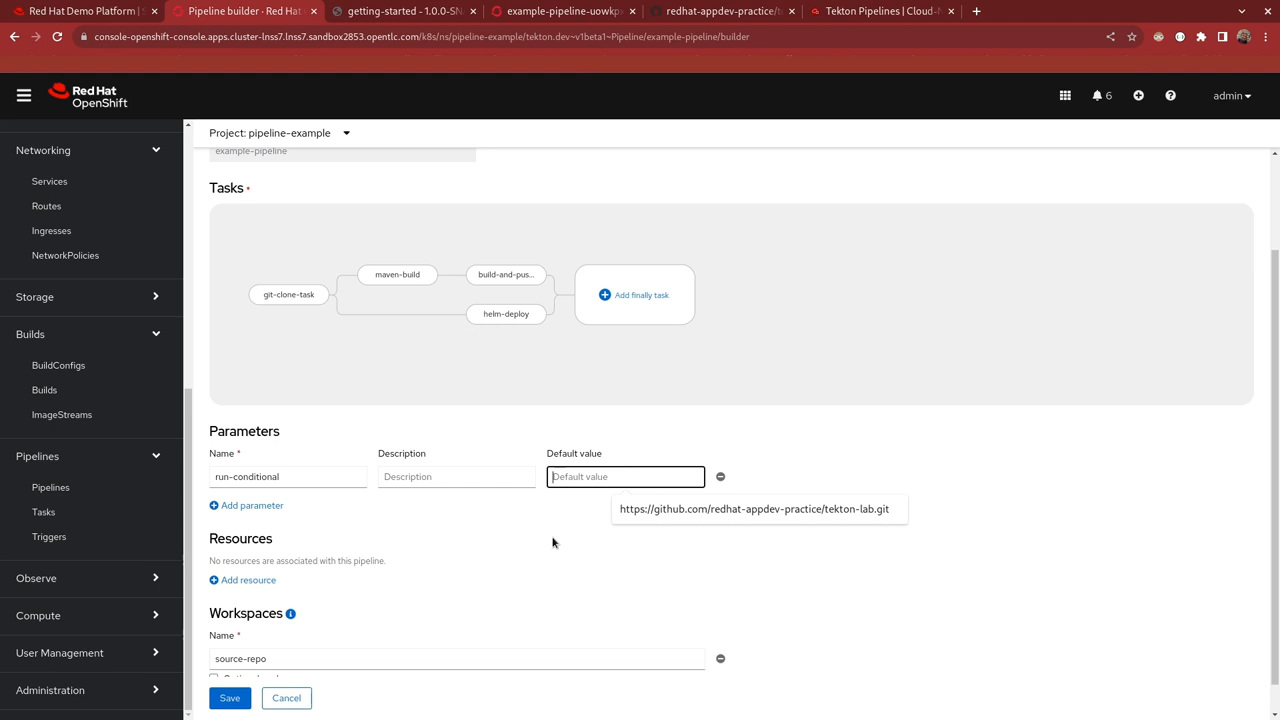 Red Hat Demo Platform | S
Pipeline builder · Red Hat
getting-started - 1.0.0-SN
example-pipeline-uowkp
redhat-appdev-practice/t
Tekton Pipelines | Cloud-N
console-openshift-console.apps.cluster-lnss7.lnss7.sandbox2853.opentlc.com/k8s/ns/pipeline-example/tekton.dev~v1beta1~Pipeline/example-pipeline/builder
Red Hat
OpenShift
6
admin
Networking
Services
Routes
Ingresses
NetworkPolicies
Storage
Builds
BuildConfigs
Builds
ImageStreams
Pipelines
Pipelines
Tasks
Triggers
Observe
Compute
User Management
Administration
Project: pipeline-example
example-pipeline
Tasks *
git-clone-task
maven-build
build-and-pus...
helm-deploy
Add finally task
Parameters
Name *
Description
Default value
run-conditional
Description
Default value
Add parameter
https://github.com/redhat-appdev-practice/tekton-lab.git
Resources
No resources are associated with this pipeline.
Add resource
Workspaces
Name *
source-repo
Save
Cancel